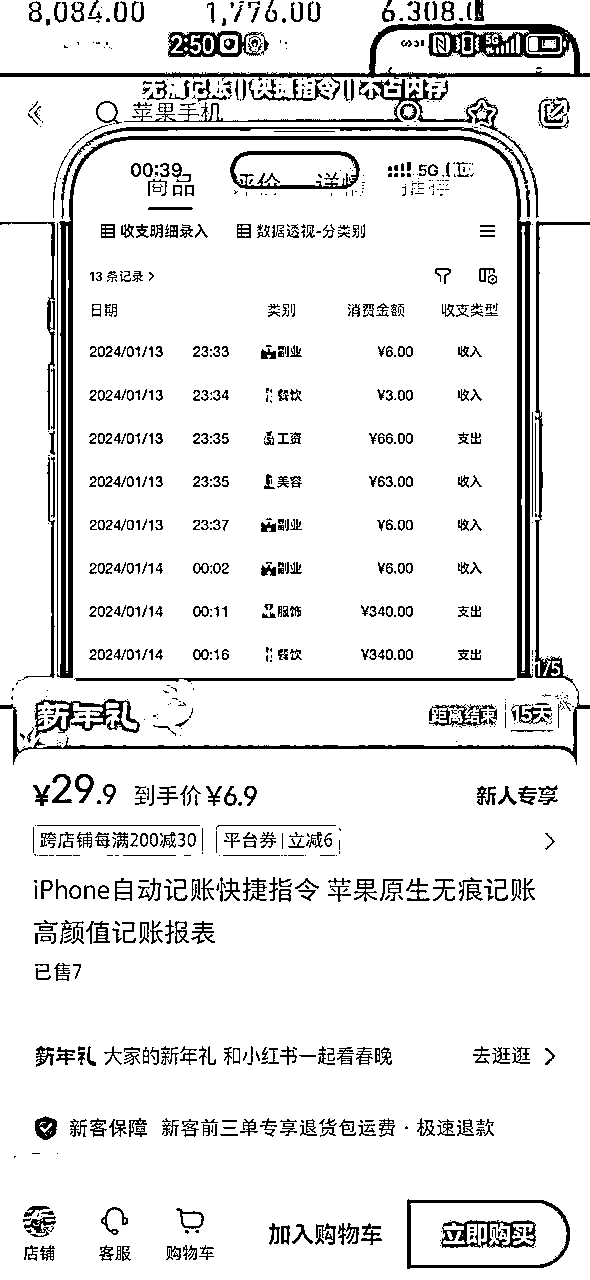 8,084.00 1,776.00 6,308.0
2:50
无痕记账 || 快捷指令 || 不占内存
苹果手机
00:39 5G
商品 评价 详情 推荐
收支明细录入 数据透视-分类别
13 条记录 >
日期 类别 消费金额 收支类型
2024/01/13 23:33 副业 ¥6.00 收入
2024/01/13 23:34 餐饮 ¥3.00 收入
2024/01/13 23:35 工资 ¥66.00 支出
2024/01/13 23:35 美容 ¥63.00 收入
2024/01/13 23:37 副业 ¥6.00 收入
2024/01/14 00:02 副业 ¥6.00 收入
2024/01/14 00:11 服饰 ¥340.00 支出
2024/01/14 00:16 餐饮 ¥340.00 支出
1/5
新年礼 距离结束 15天
¥29.9 到手价 ¥6.9 新人专享
跨店铺每满200减30 平台券 | 立减6
iPhone自动记账快捷指令 苹果原生无痕记账
高颜值记账报表
已售7
新年礼 大家的新年礼 和小红书一起看春晚 去逛逛
新客保障 新客前三单专享退货包运费 · 极速退款
店铺 客服 购物车 加入购物车 立即购买